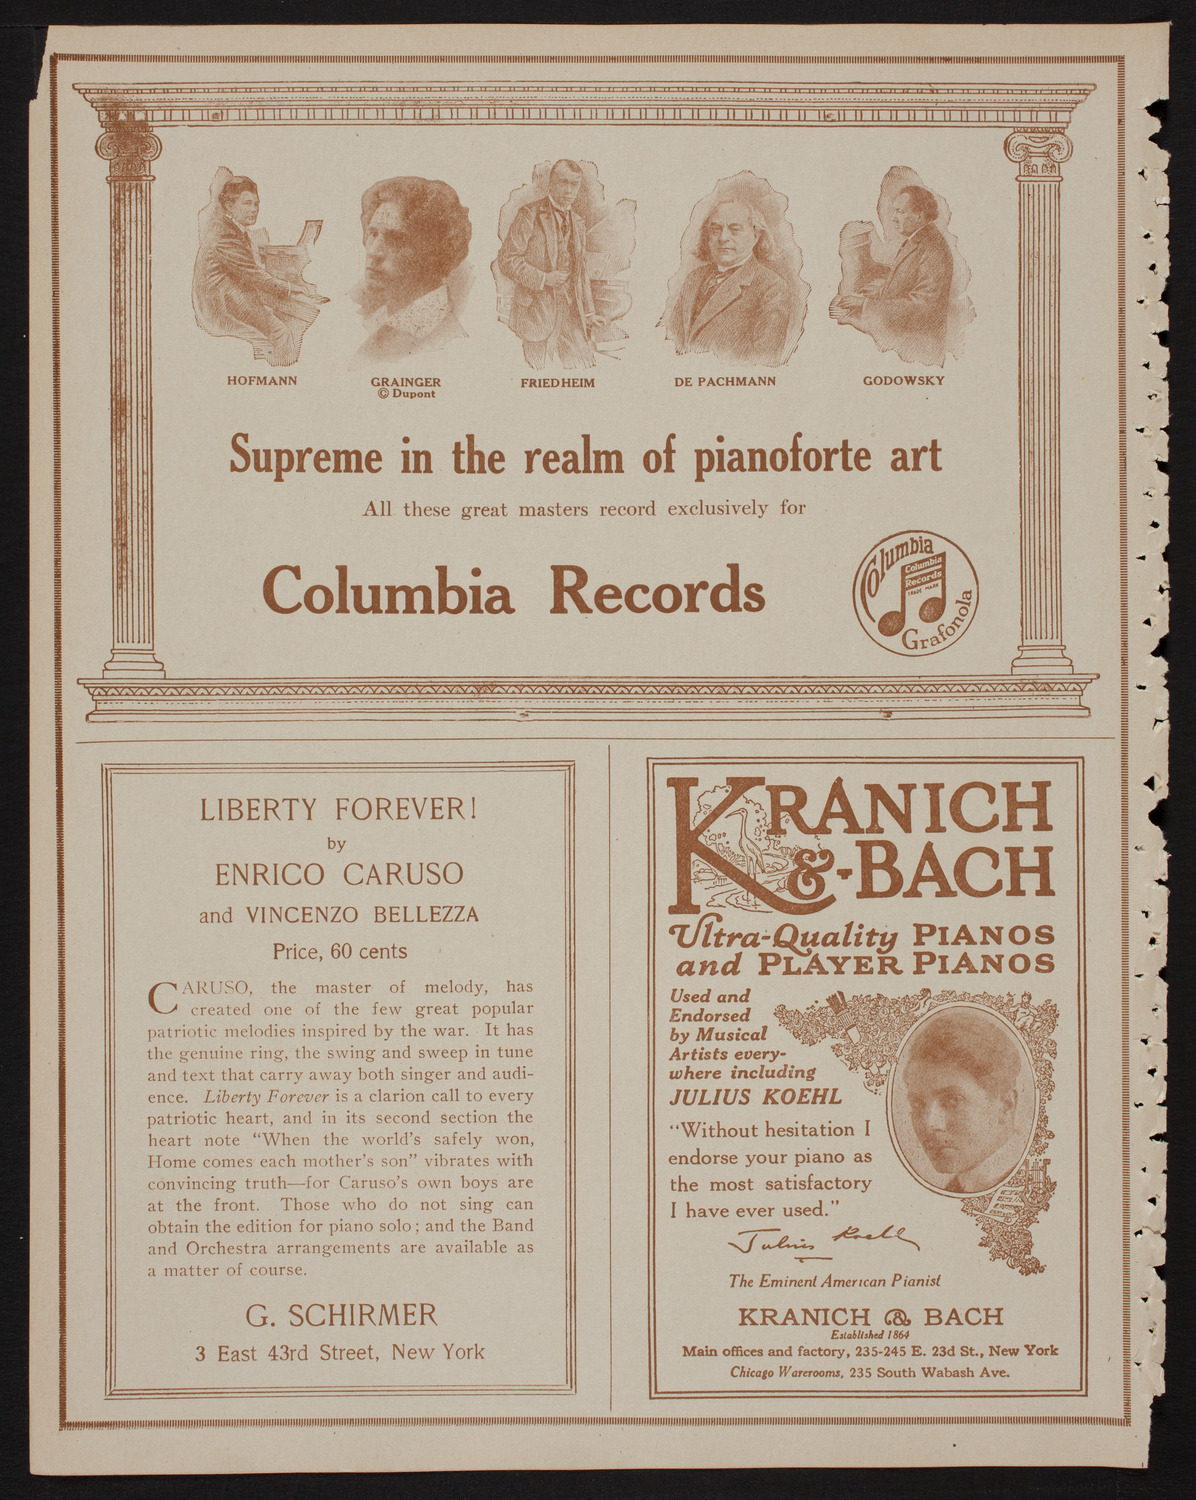 HOFMANN
GRAINGER
© Dupont
FRIEDHEIM
DE PACHMANN
GODOWSKY
Supreme in the realm of pianoforte art
All these great masters record exclusively for
Columbia Records
Columbia
Columbia
Records
TRADE MARK
Grafonola
LIBERTY FOREVER!
by
ENRICO CARUSO
and VINCENZO BELLEZZA
Price, 60 cents
CARUSO, the master of melody, has
created one of the few great popular
patriotic melodies inspired by the war. It has
the genuine ring, the swing and sweep in tune
and text that carry away both singer and audi-
ence. Liberty Forever is a clarion call to every
patriotic heart, and in its second section the
heart note “When the world’s safely won,
Home comes each mother’s son” vibrates with
convincing truth—for Caruso’s own boys are
at the front. Those who do not sing can
obtain the edition for piano solo; and the Band
and Orchestra arrangements are available as
a matter of course.
G. SCHIRMER
3 East 43rd Street, New York
KRANICH
&-BACH
Ultra-Quality PIANOS
and PLAYER PIANOS
Used and
Endorsed
by Musical
Artists every-
where including
JULIUS KOEHL
“Without hesitation I
endorse your piano as
the most satisfactory
I have ever used.”
Julius Koehl
The Eminent American Pianist
KRANICH & BACH
Established 1864
Main offices and factory, 235-245 E. 23d St., New York
Chicago Warerooms, 235 South Wabash Ave.